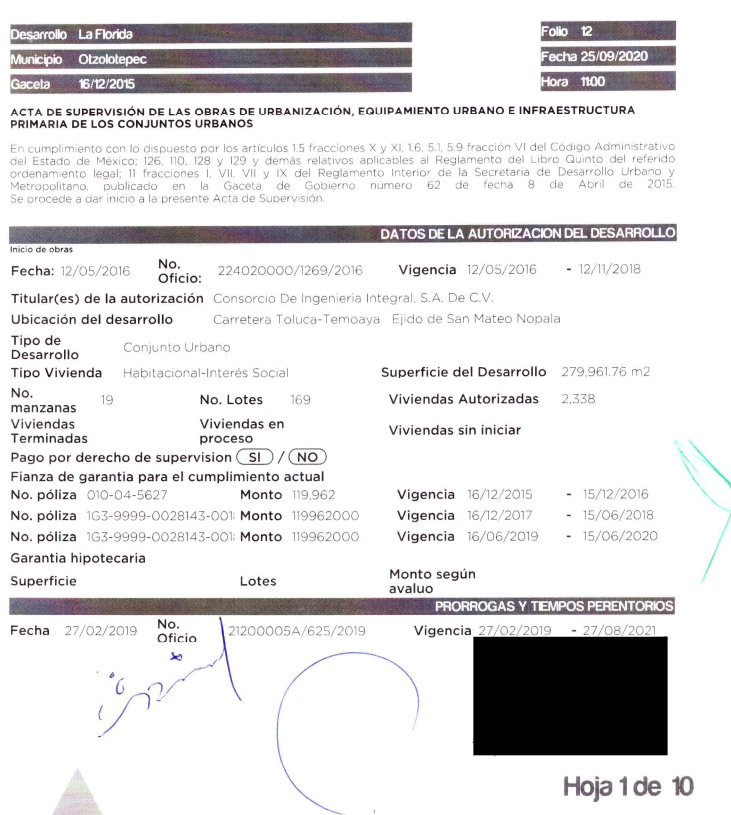 Desarrollo La Florida
Folio 12
Municipio Otzolotepec
Fecha 25/09/2020
Gaceta 16/12/2015
Hora 11:00
ACTA DE SUPERVISIÓN DE LAS OBRAS DE URBANIZACIÓN, EQUIPAMIENTO URBANO E INFRAESTRUCTURA
PRIMARIA DE LOS CONJUNTOS URBANOS
En cumplimiento con lo dispuesto por los artículos 1.5 fracciones X y XI, 1.6, 5.1, 5.9 fracción VI del Código Administrativo
del Estado de México; 126, 110, 128 y 129 y demás relativos aplicables al Reglamento del Libro Quinto del referido
ordenamiento legal; 11 fracciones I, VII, VII y IX del Reglamento Interior de la Secretaria de Desarrollo Urbano y
Metropolitano, publicado en la Gaceta de Gobierno número 62 de fecha 8 de Abril de 2015.
Se procede a dar inicio a la presente Acta de Supervisión.
DATOS DE LA AUTORIZACION DEL DESARROLLO
Inicio de obras
Fecha: 12/05/2016 No. Oficio: 224020000/1269/2016 Vigencia 12/05/2016 - 12/11/2018
Titular(es) de la autorización Consorcio De Ingenieria Integral, S.A. De C.V.
Ubicación del desarrollo Carretera Toluca-Temoaya Ejido de San Mateo Nopala
Tipo de Desarrollo Conjunto Urbano
Tipo Vivienda Habitacional-Interés Social Superficie del Desarrollo 279,961.76 m2
No. manzanas 19 No. Lotes 169 Viviendas Autorizadas 2,338
Viviendas Terminadas Viviendas en proceso Viviendas sin iniciar
Pago por derecho de supervision SI / NO
Fianza de garantia para el cumplimiento actual
No. póliza 010-04-5627 Monto 119,962 Vigencia 16/12/2015 - 15/12/2016
No. póliza 1G3-9999-0028143-001 Monto 119962000 Vigencia 16/12/2017 - 15/06/2018
No. póliza 1G3-9999-0028143-001 Monto 119962000 Vigencia 16/06/2019 - 15/06/2020
Garantia hipotecaria
Superficie Lotes Monto según avaluo
PRORROGAS Y TIEMPOS PERENTORIOS
Fecha 27/02/2019 No. Oficio 21200005A/625/2019 Vigencia 27/02/2019 - 27/08/2021
Hoja 1 de 10